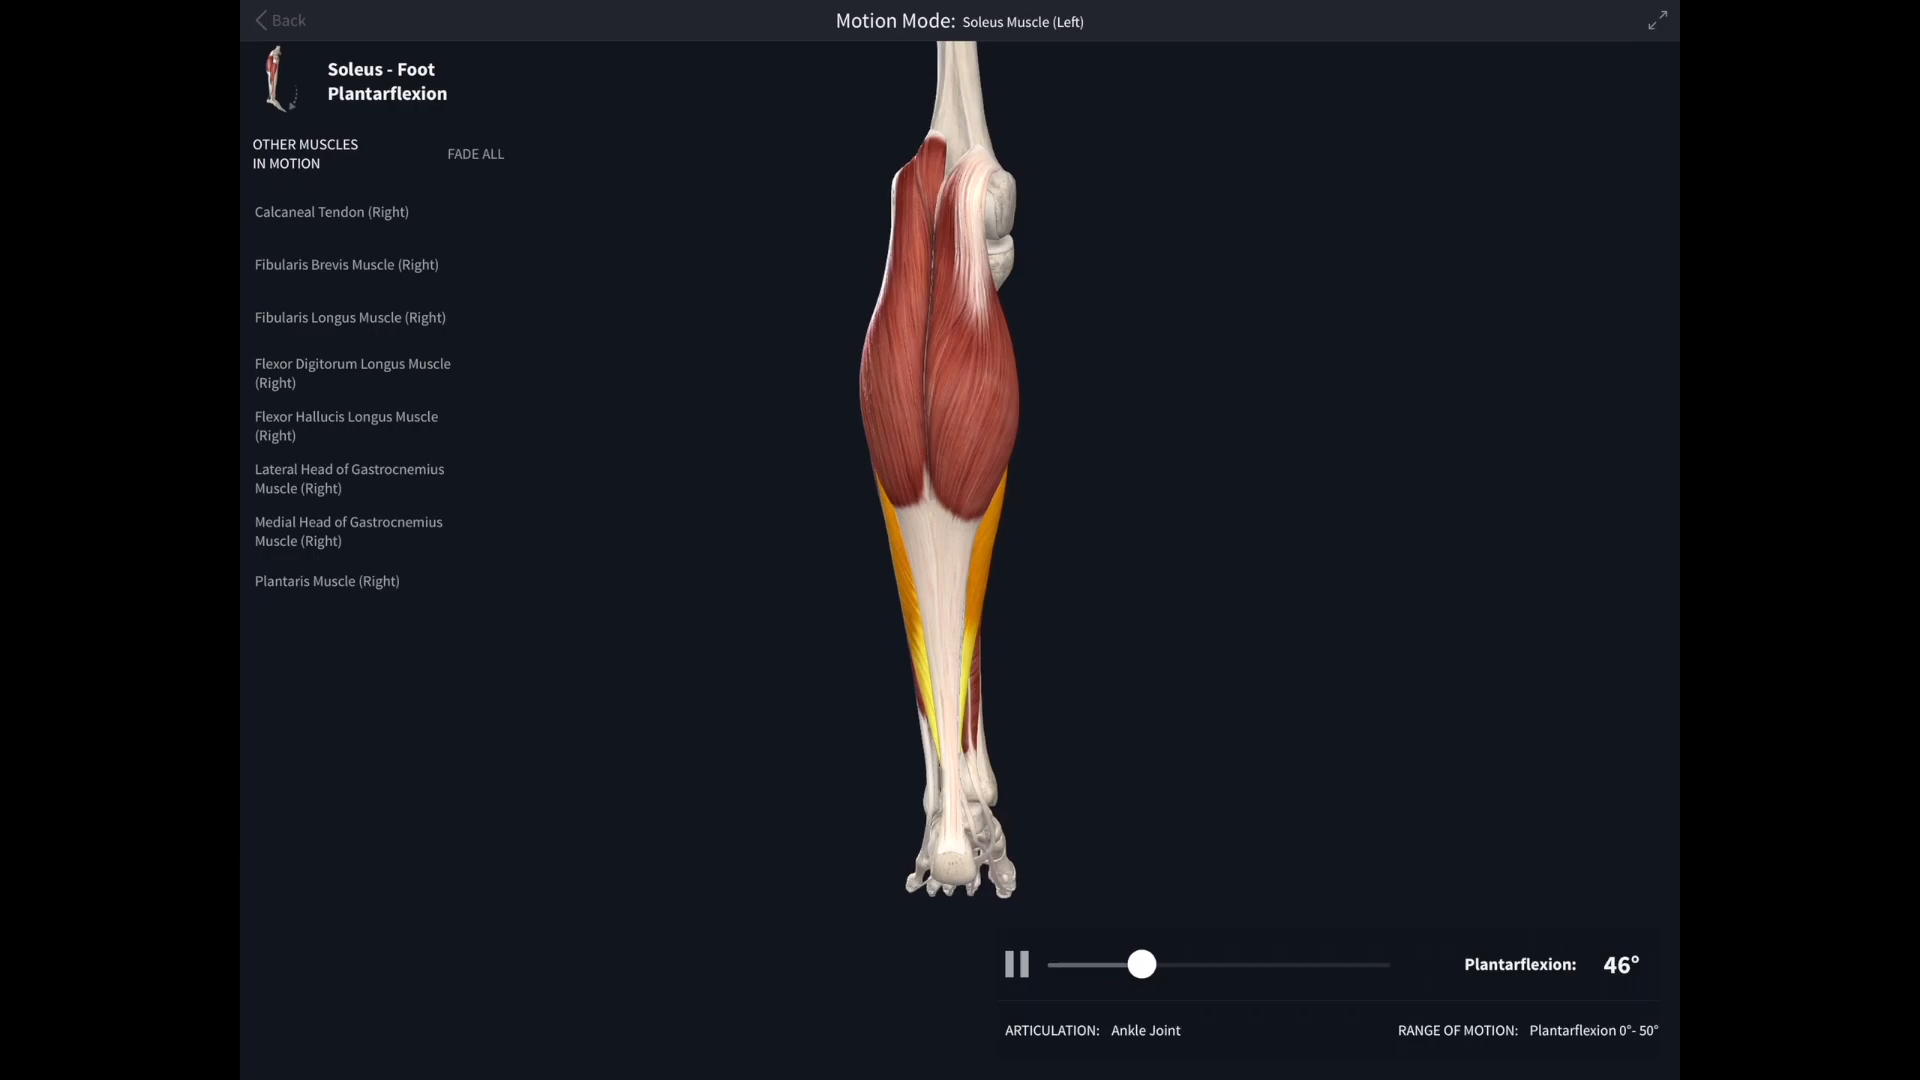 Back
Motion Mode: Soleus Muscle (Left)
Soleus - Foot
Plantarflexion
OTHER MUSCLES
IN MOTION
FADE ALL
Calcaneal Tendon (Right)
Fibularis Brevis Muscle (Right)
Fibularis Longus Muscle (Right)
Flexor Digitorum Longus Muscle
(Right)
Flexor Hallucis Longus Muscle
(Right)
Lateral Head of Gastrocnemius
Muscle (Right)
Medial Head of Gastrocnemius
Muscle (Right)
Plantaris Muscle (Right)
Plantarflexion: 46°
ARTICULATION: Ankle Joint
RANGE OF MOTION: Plantarflexion 0°- 50°